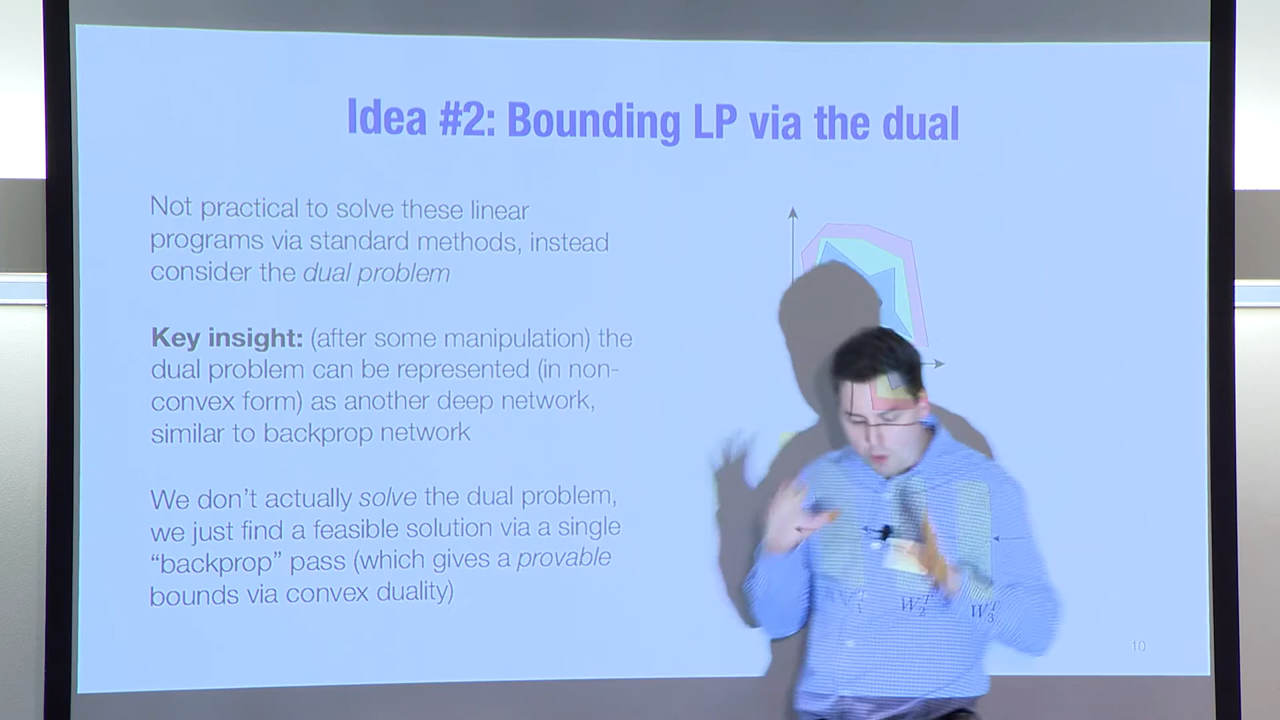 Idea #2: Bounding LP via the dual
Not practical to solve these linear
programs via standard methods, instead
consider the dual problem
Key insight: (after some manipulation) the
dual problem can be represented (in non-
convex form) as another deep network,
similar to backprop network
We don't actually solve the dual problem,
we just find a feasible solution via a single
“backprop” pass (which gives a provable
bounds via convex duality)
W₂ᵀ W₃ᵀ
10